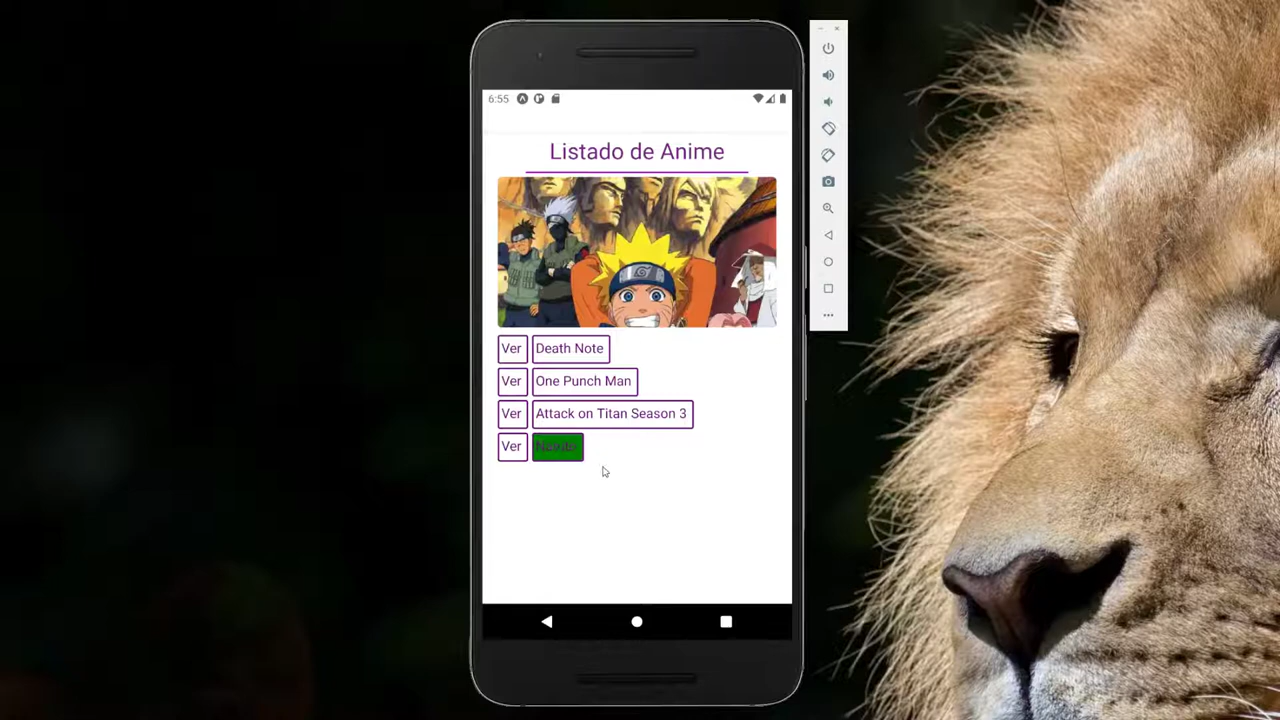 6:55
Listado de Anime
Ver Death Note
Ver One Punch Man
Ver Attack on Titan Season 3
Ver Naruto